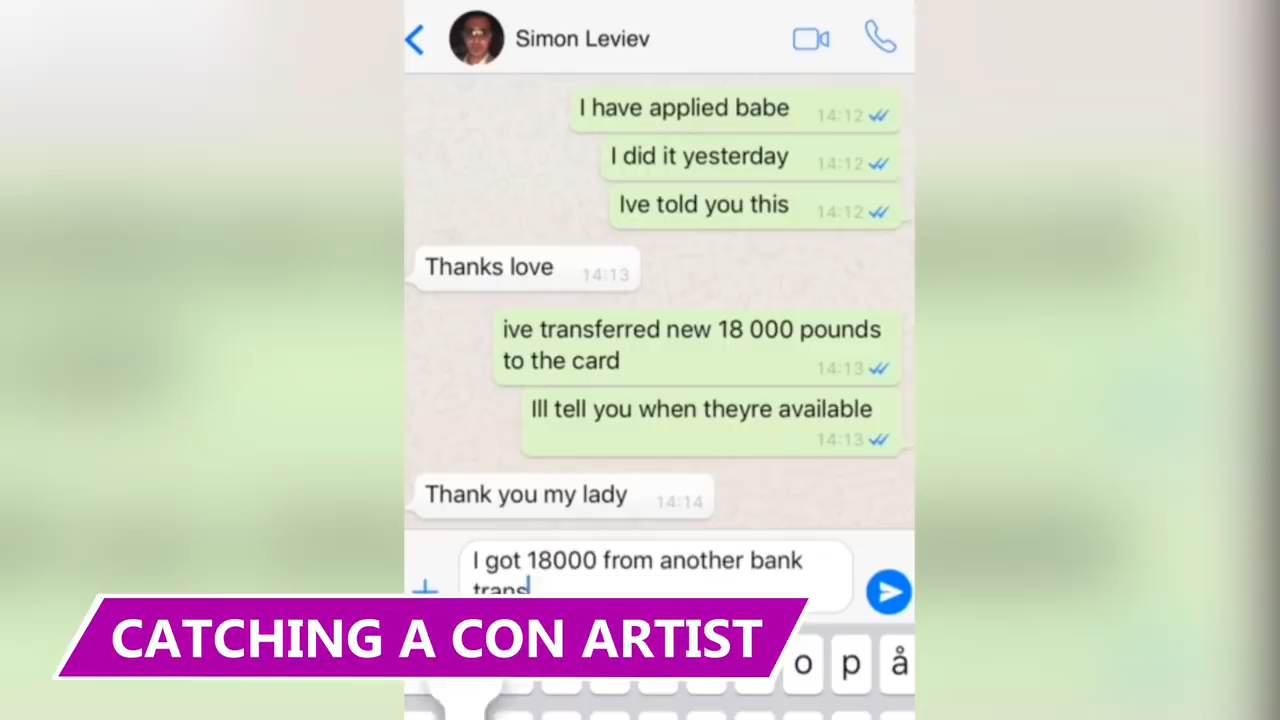 Simon Leviev
I have applied babe
14:12
I did it yesterday
14:12
Ive told you this
14:12
Thanks love
14:13
ive transferred new 18 000 pounds
to the card
14:13
Ill tell you when theyre available
14:13
Thank you my lady
14:14
I got 18000 from another bank
trans
CATCHING A CON ARTIST
o p å